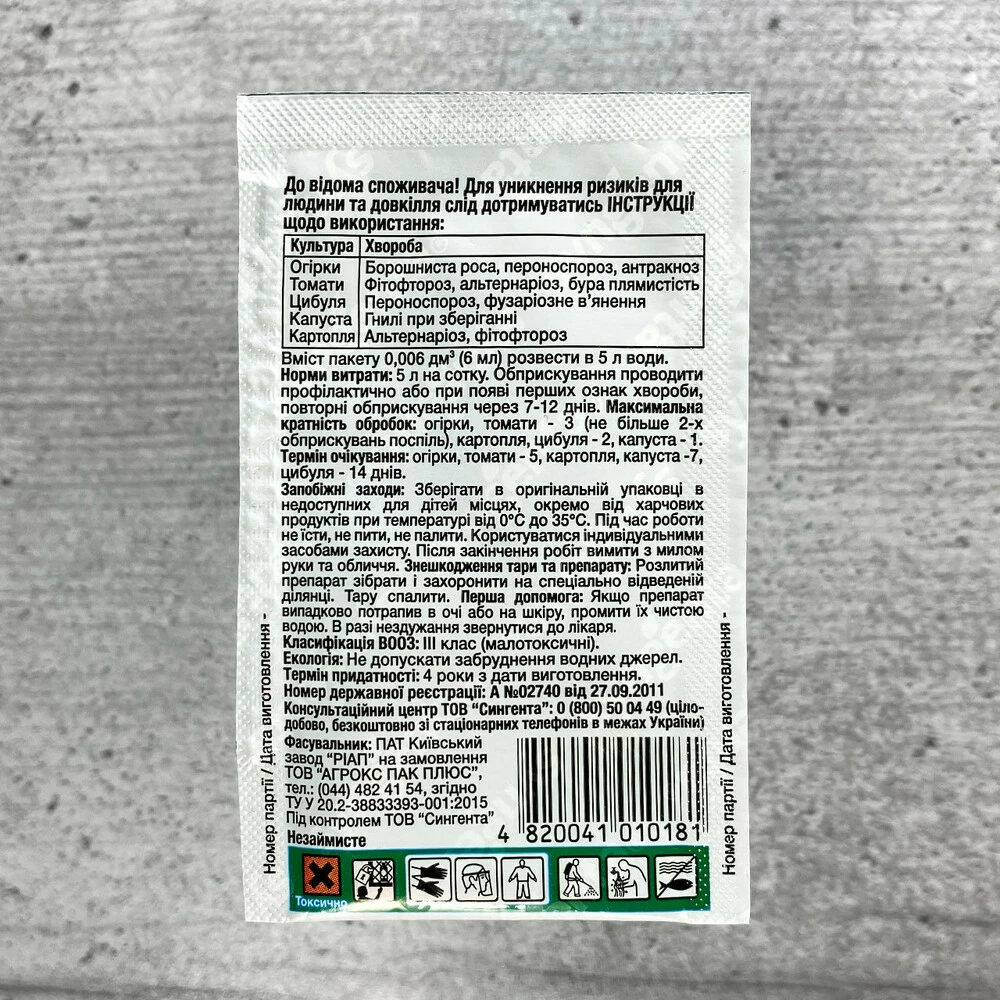 До відома споживача! Для уникнення ризиків для
людини та довкілля слід дотримуватись ІНСТРУКЦІЇ
щодо використання:
Культура Хвороба
Огірки Борошниста роса, пероноспороз, антракноз
Томати Фітофтороз, альтернаріоз, бура плямистість
Цибуля Пероноспороз, фузаріозне в’янення
Капуста Гнилі при зберіганні
Картопля Альтернаріоз, фітофтороз
Вміст пакету 0,006 дм³ (6 мл) розвести в 5 л води.
Норми витрати: 5 л на сотку. Обприскування проводити
профілактично або при появі перших ознак хвороби,
повторні обприскування через 7-12 днів. Максимальна
кратність обробок: огірки, томати - 3 (не більше 2-х
обприскувань поспіль), картопля, цибуля - 2, капуста - 1.
Термін очікування: огірки, томати - 5, картопля, капуста -7,
цибуля - 14 днів.
Запобіжні заходи: Зберігати в оригінальній упаковці в
недоступних для дітей місцях, окремо від харчових
продуктів при температурі від 0°С до 35°С. Під час роботи
не їсти, не пити, не палити. Користуватися індивідуальними
засобами захисту. Після закінчення робіт вимити з милом
руки та обличчя. Знешкодження тари та препарату: Розлитий
препарат зібрати і захоронити на спеціально відведеній
ділянці. Тару спалити. Перша допомога: Якщо препарат
випадково потрапив в очі або на шкіру, промити їх чистою
водою. В разі нездужання звернутися до лікаря.
Класифікація ВООЗ: III клас (малотоксичні).
Екологія: Не допускати забруднення водних джерел.
Термін придатності: 4 роки з дати виготовлення.
Номер державної реєстрації: А №02740 від 27.09.2011
Консультаційний центр ТОВ “Сингента”: 0 (800) 50 04 49 (ціло-
добово, безкоштовно зі стаціонарних телефонів в межах України)
Фасувальник: ПАТ Київський
завод “РІАП” на замовлення
ТОВ “АГРОКС ПАК ПЛЮС”,
тел.: (044) 482 41 54, згідно
ТУ У 20.2-38833393-001:2015
Під контролем ТОВ “Сингента”
4 820041 010181
Незаймисте
Токсично
Номер партії / Дата виготовлення -
Номер партії / Дата виготовлення -